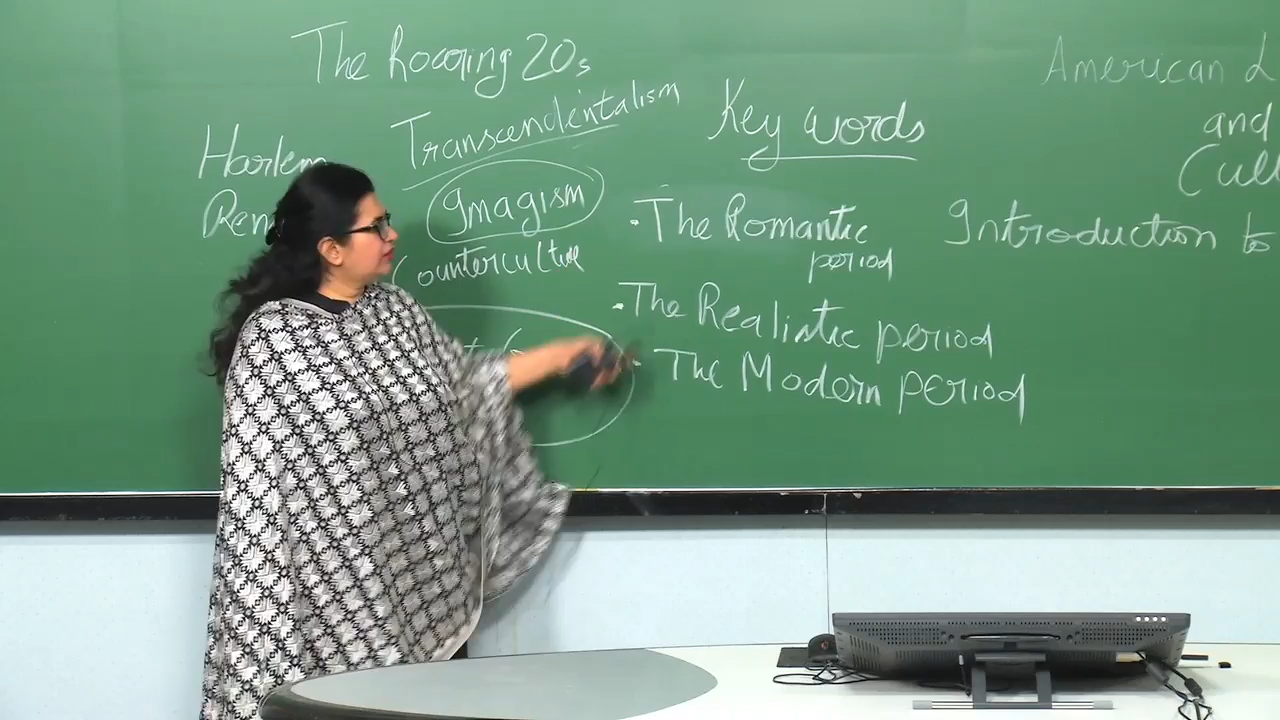 The Roaring 20s
Transcendentalism
Harlem
Imagism
Counterculture
Key words
· The Romantic
period
· The Realistic period
· The Modern period
American
and
Introduction to